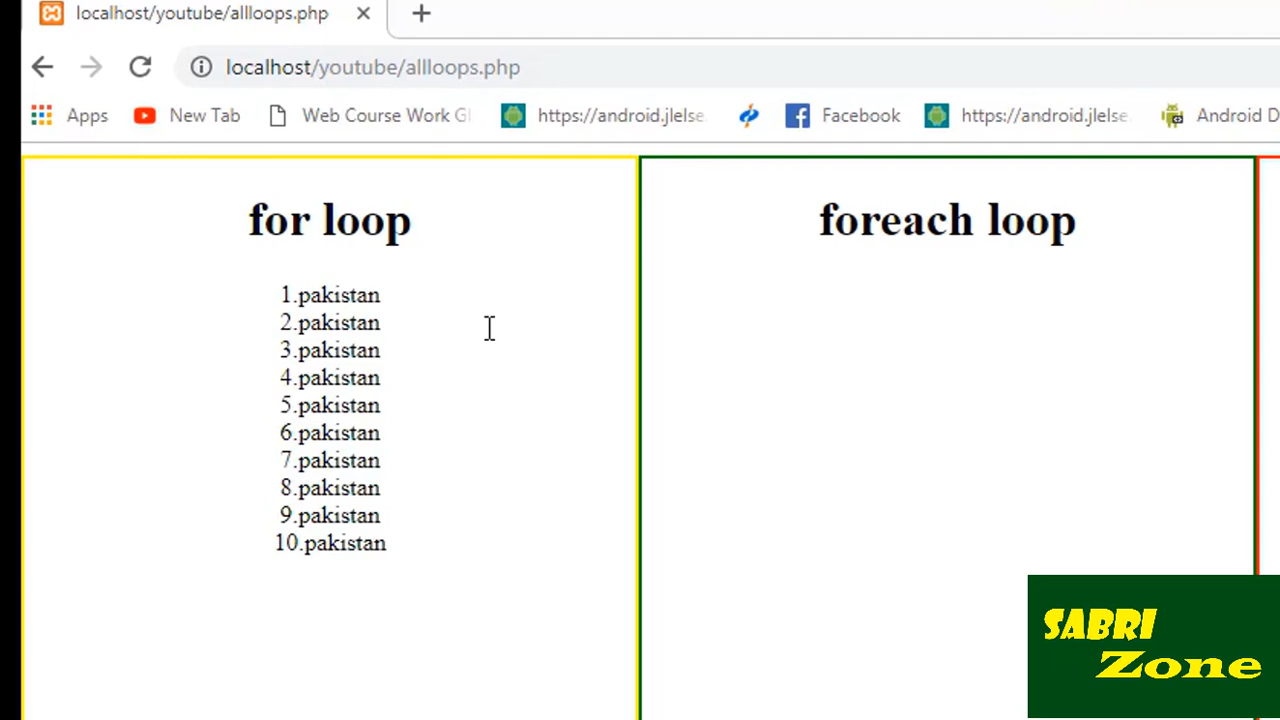 localhost/youtube/allloops.php
localhost/youtube/allloops.php
Apps New Tab Web Course Work Gl https://android.jlelse. Facebook https://android.jlelse. Android D
for loop
1.pakistan
2.pakistan
3.pakistan
4.pakistan
5.pakistan
6.pakistan
7.pakistan
8.pakistan
9.pakistan
10.pakistan
foreach loop
SABRI
Zone